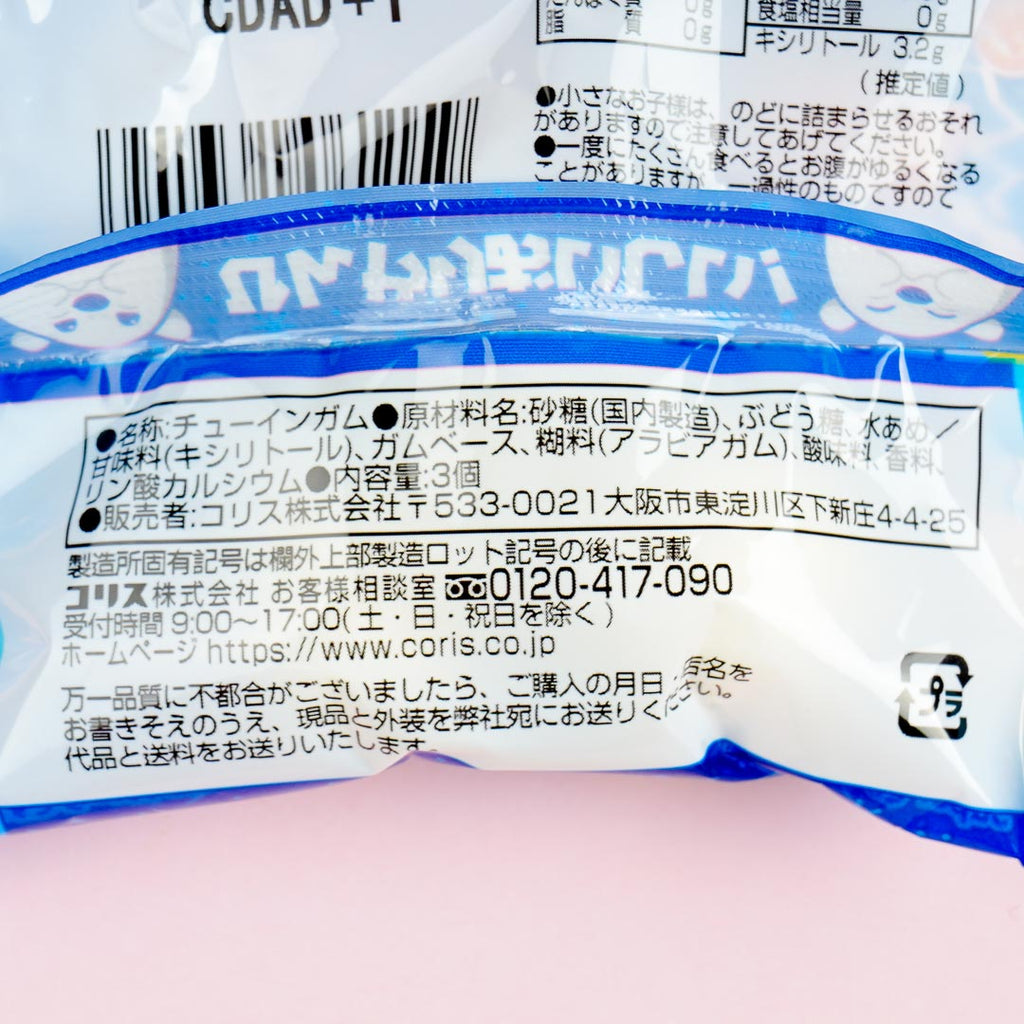 CDAD+T
質 0g
食塩相当量 0g
質 0g
キシリトール 3.2g
(推定値)
●小さなお子様は、のどに詰まらせるおそれ
がありますので注意してあげてください。
●一度にたくさん食べるとお腹がゆるくなる
ことがありますが 一過性のものですので
●名称:チューインガム●原材料名:砂糖(国内製造)、ぶどう糖、水あめ/
甘味料(キシリトール)、ガムベース、糊料(アラビアガム)、酸味料、香料、
リン酸カルシウム●内容量:3個
●販売者:コリス株式会社〒533-0021大阪市東淀川区下新庄4-4-25
製造所固有記号は欄外上部製造ロット記号の後に記載
コリス株式会社 お客様相談室 0120-417-090
受付時間 9:00〜17:00(土・日・祝日を除く)
ホームページ https://www.coris.co.jp
万一品質に不都合がございましたら、ご購入の月日 店名を
お書きそえのうえ、現品と外装を弊社宛にお送りください。
代品と送料をお送りいたします。
プラ